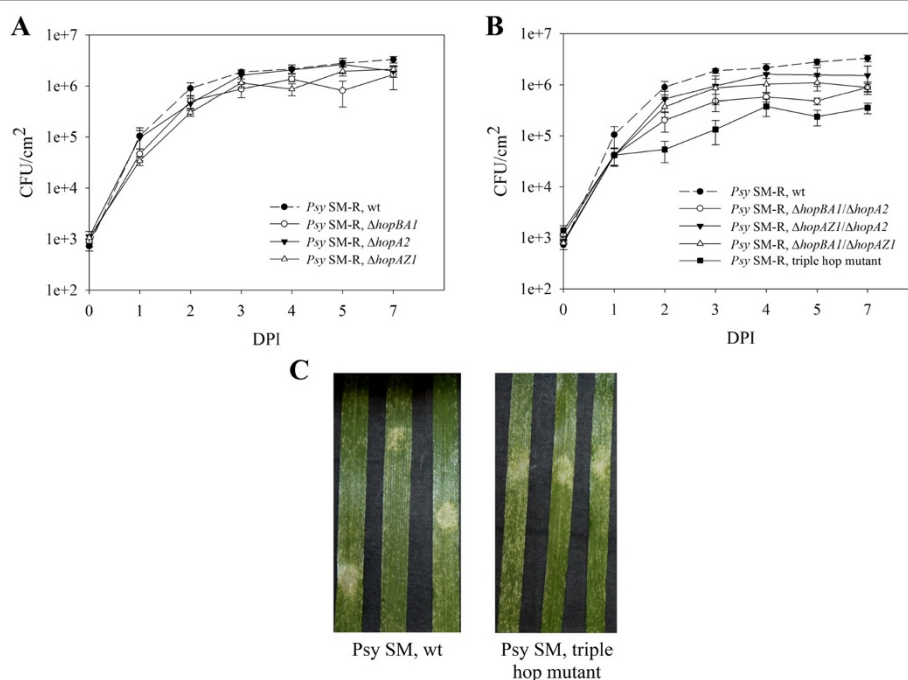 A
1e+7
1e+6
1e+5
1e+4
1e+3
1e+2
CFU/cm²
0 1 2 3 4 5 7
DPI
Psy SM-R, wt
Psy SM-R, ΔhopBA1
Psy SM-R, ΔhopA2
Psy SM-R, ΔhopAZ1
B
1e+7
1e+6
1e+5
1e+4
1e+3
1e+2
CFU/cm²
0 1 2 3 4 5 7
DPI
Psy SM-R, wt
Psy SM-R, ΔhopBA1/ΔhopA2
Psy SM-R, ΔhopAZ1/ΔhopA2
Psy SM-R, ΔhopBA1/ΔhopAZ1
Psy SM-R, triple hop mutant
C
Psy SM, wt
Psy SM, triple
hop mutant